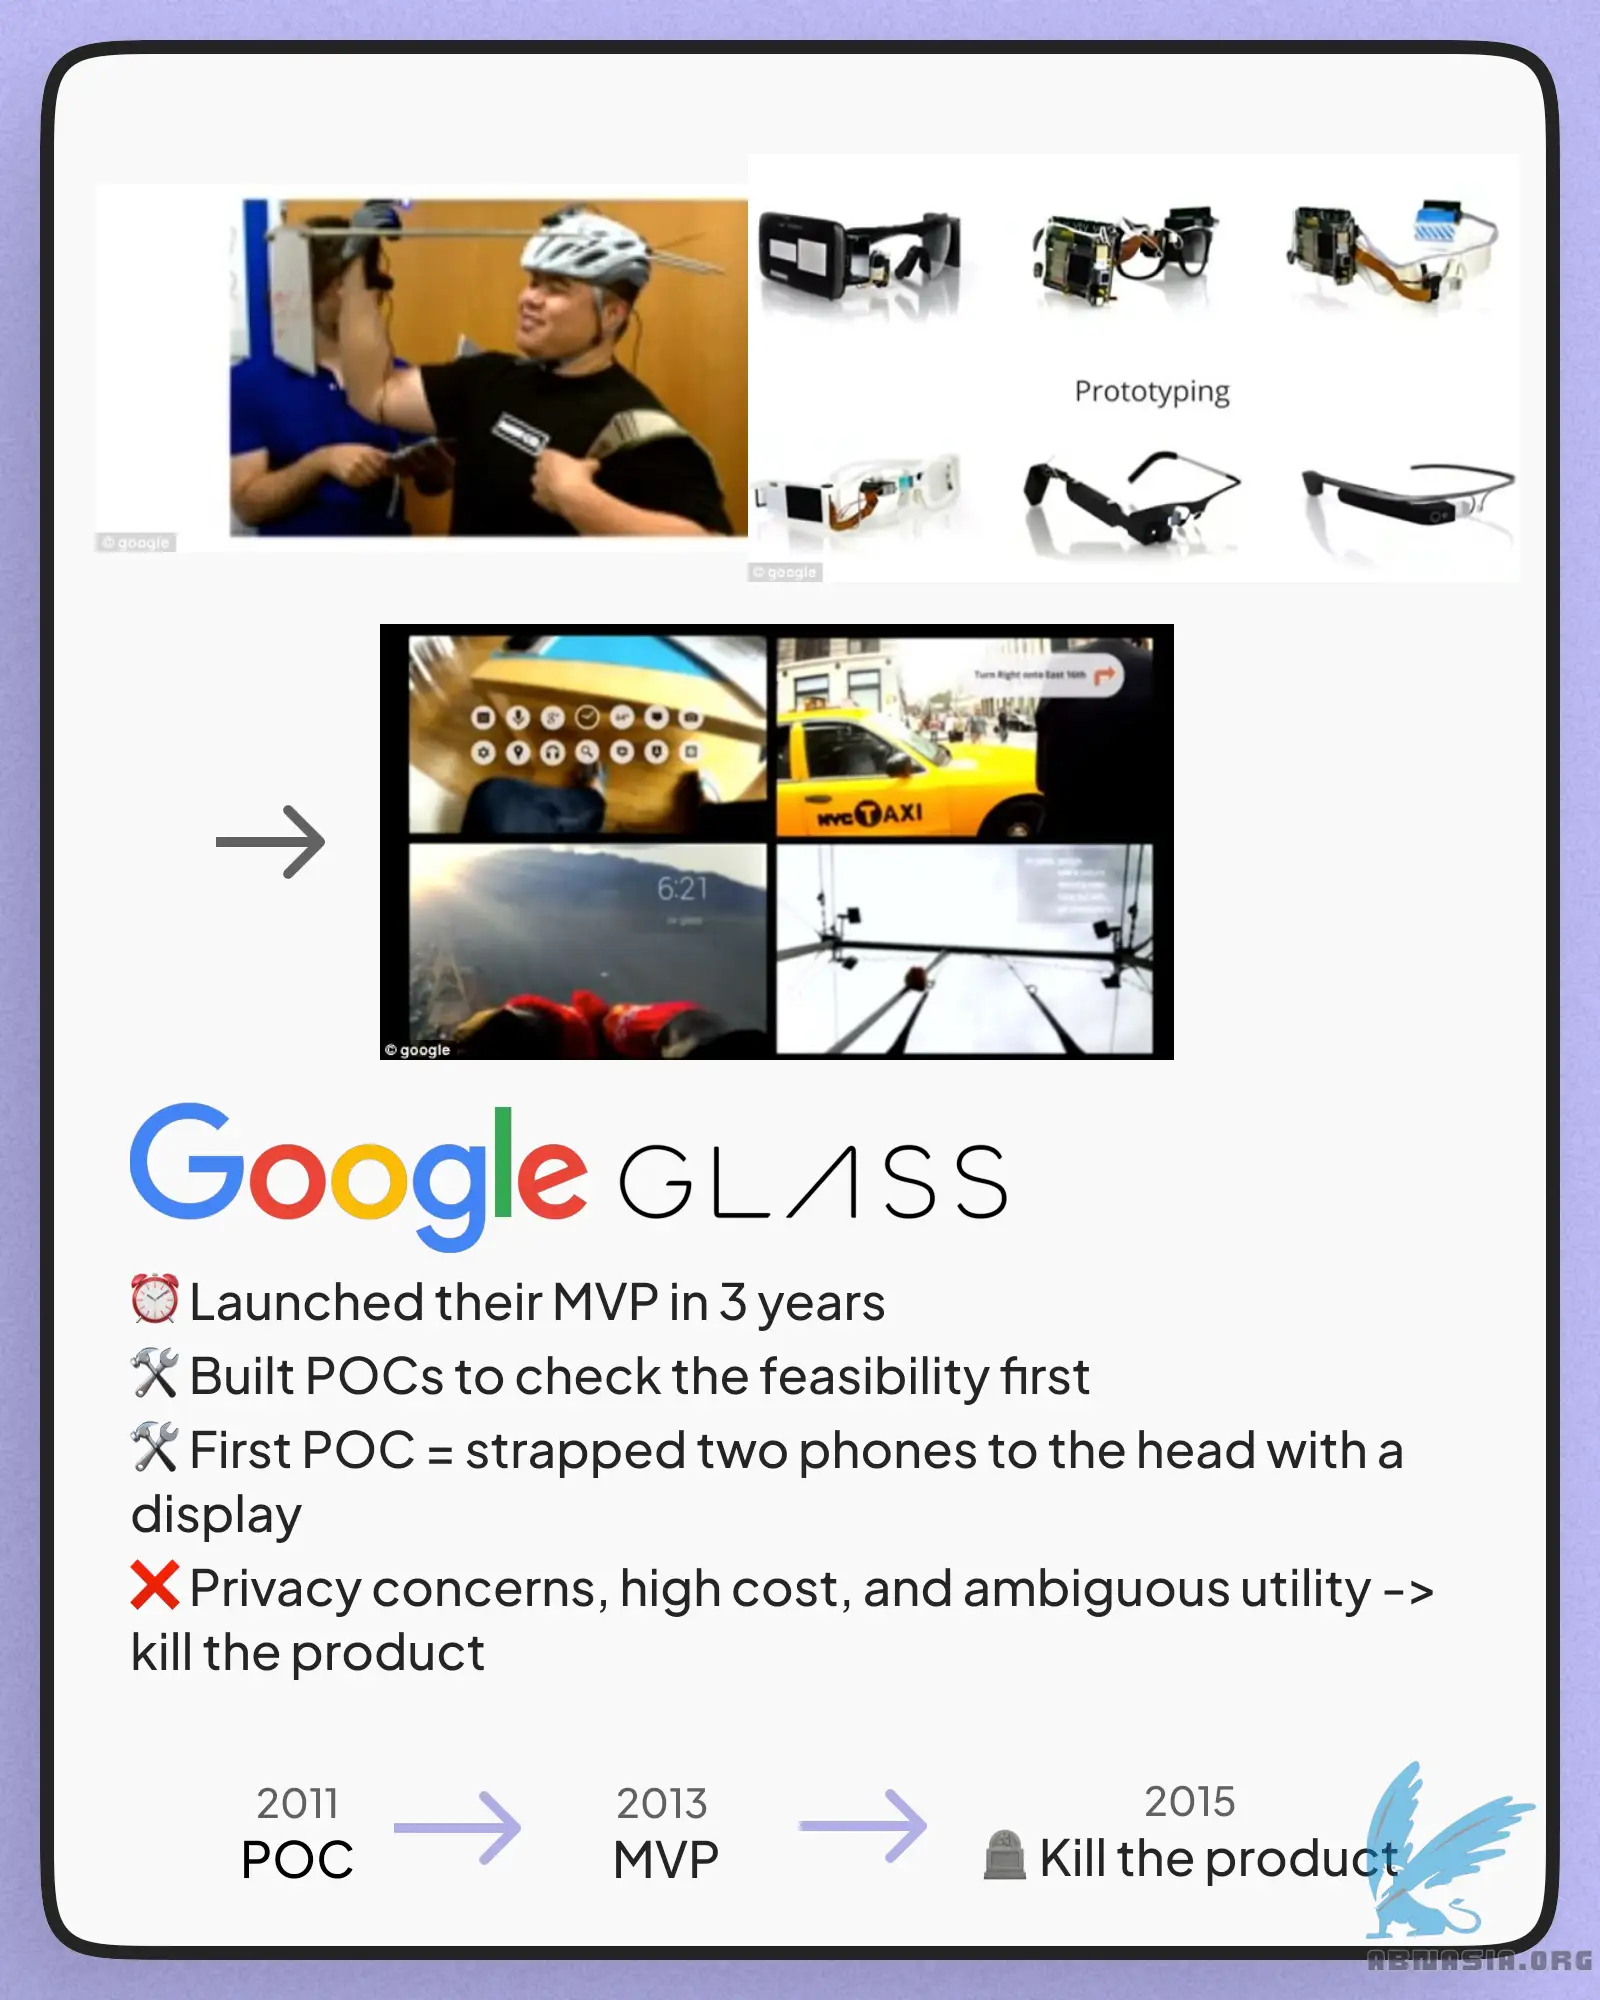 Prototyping
© google
© google
Turn Right onto East 16th
NYC TAXI
6:21
© google
Google GLASS
⏰ Launched their MVP in 3 years
🛠 Built POCs to check the feasibility first
🛠 First POC = strapped two phones to the head with a
display
❌ Privacy concerns, high cost, and ambiguous utility ->
kill the product
2011
POC
2013
MVP
2015
🪦 Kill the product
ABNASIA.ORG